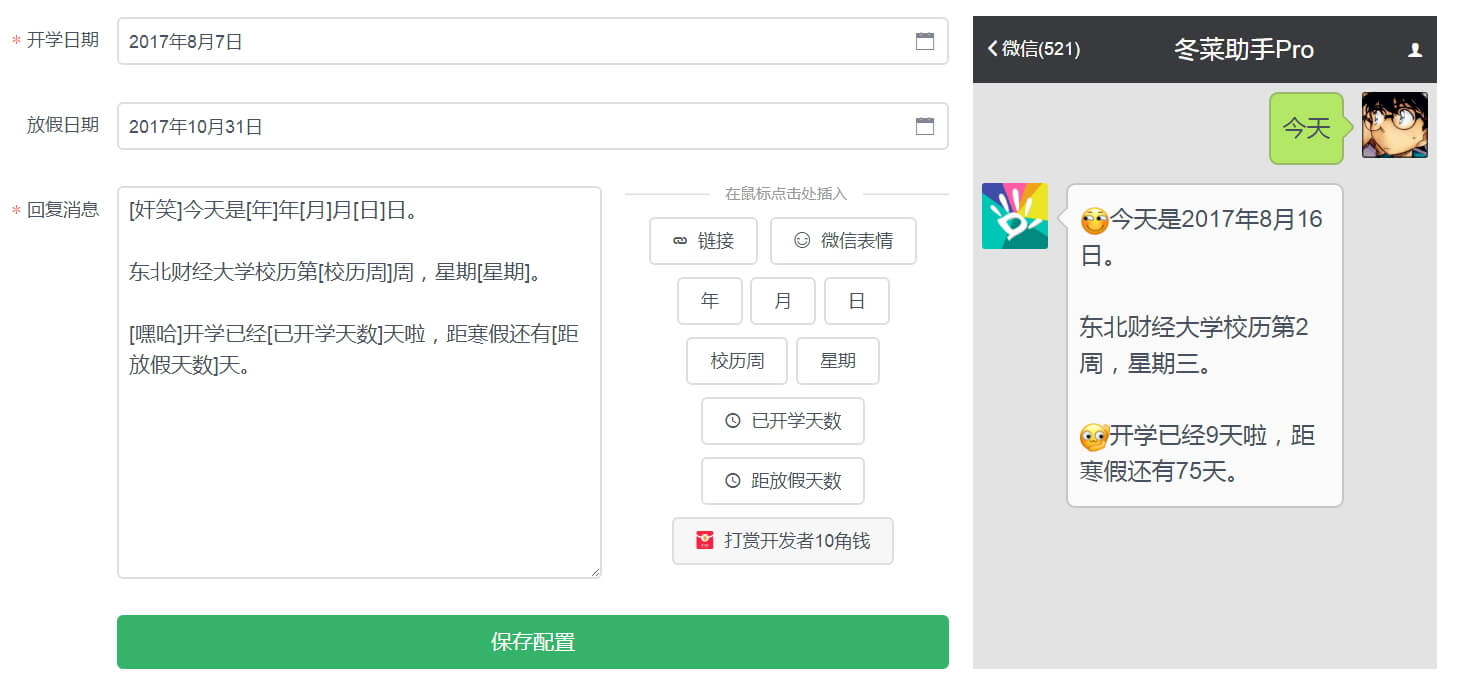 * 开学日期
2017年8月7日
放假日期
2017年10月31日
* 回复消息
[奸笑]今天是[年]年[月]月[日]日。
东北财经大学校历第[校历周]周，星期[星期]。
[嘿哈]开学已经[已开学天数]天啦，距寒假还有[距
放假天数]天。
在鼠标点击处插入
链接
微信表情
年
月
日
校历周
星期
已开学天数
距放假天数
打赏开发者10角钱
保存配置
微信(521)
冬菜助手Pro
今天
今天是2017年8月16
日。
东北财经大学校历第2
周，星期三。
开学已经9天啦，距
寒假还有75天。